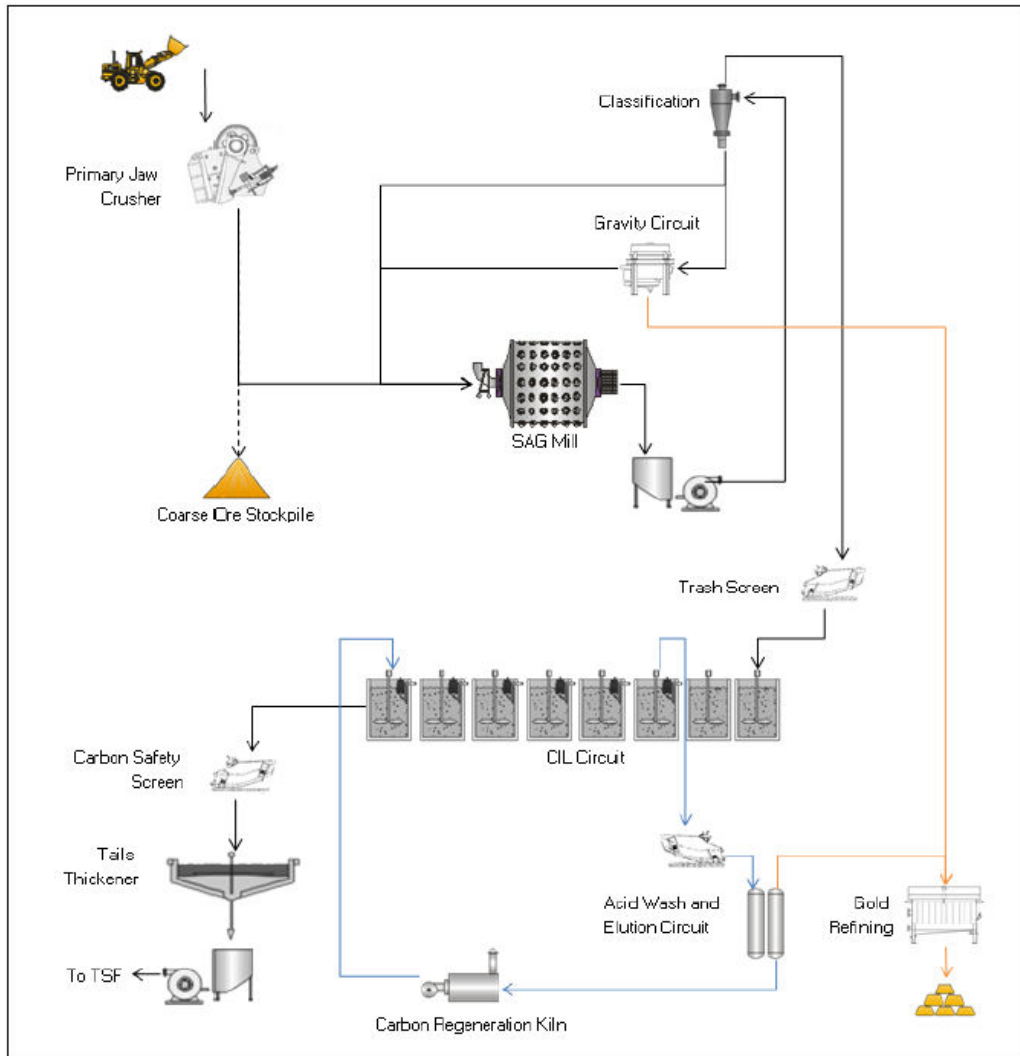 Classification
Primary Jaw
Crusher
Gravity Circuit
SAG Mill
Coarse Ore Stockpile
Trash Screen
CIL Circuit
Carbon Safety
Screen
Tails
Thickener
Acid Wash and
Elution Circuit
Gold
Refining
To TSF
Carbon Regeneration Kiln